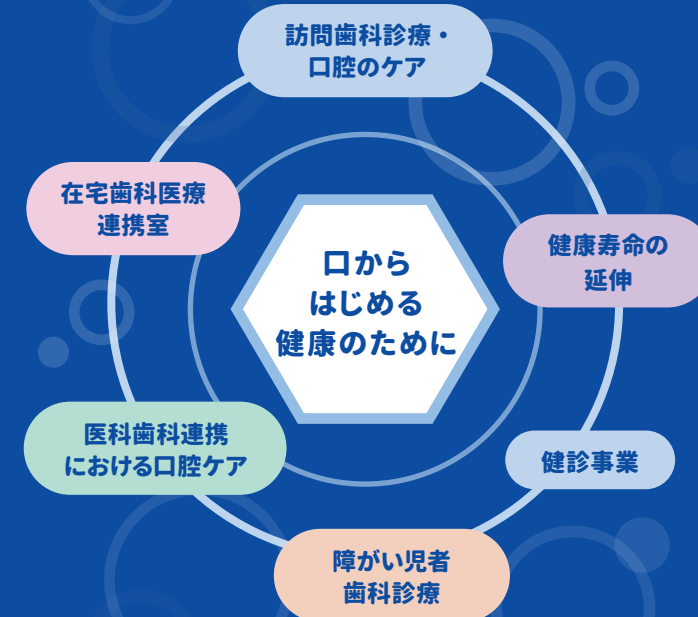 訪問歯科診療・
口腔のケア
在宅歯科医療
連携室
健康寿命の
延伸
口から
はじめる
健康のために
医科歯科連携
における口腔ケア
健診事業
障がい児者
歯科診療